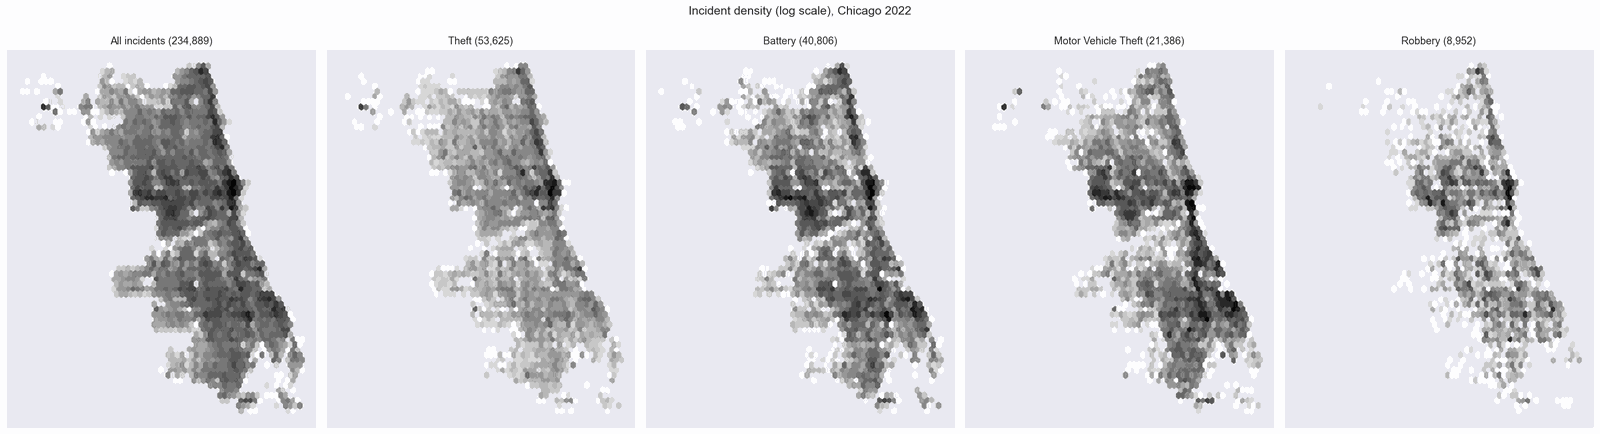 Incident density (log scale), Chicago 2022
All incidents (234,889)
Theft (53,625)
Battery (40,806)
Motor Vehicle Theft (21,386)
Robbery (8,952)